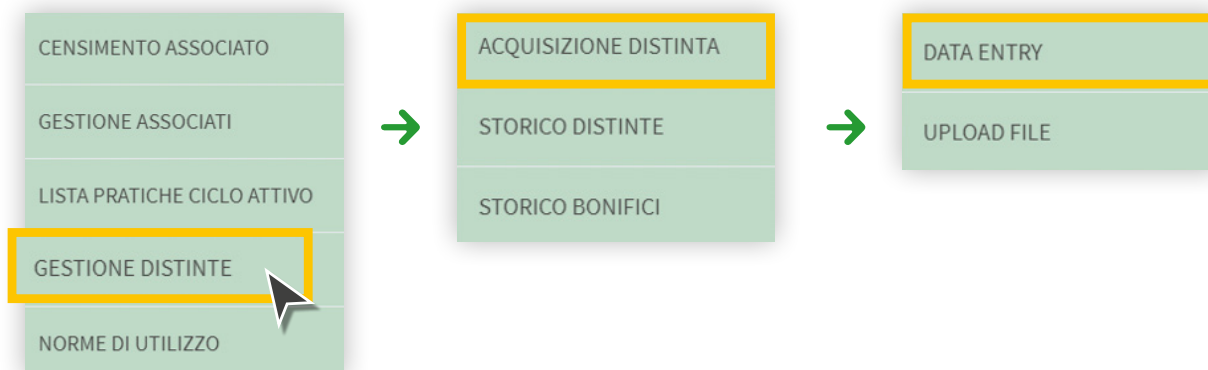 CENSIMENTO ASSOCIATO
GESTIONE ASSOCIATI
LISTA PRATICHE CICLO ATTIVO
GESTIONE DISTINTE
NORME DI UTILIZZO
ACQUISIZIONE DISTINTA
STORICO DISTINTE
STORICO BONIFICI
DATA ENTRY
UPLOAD FILE